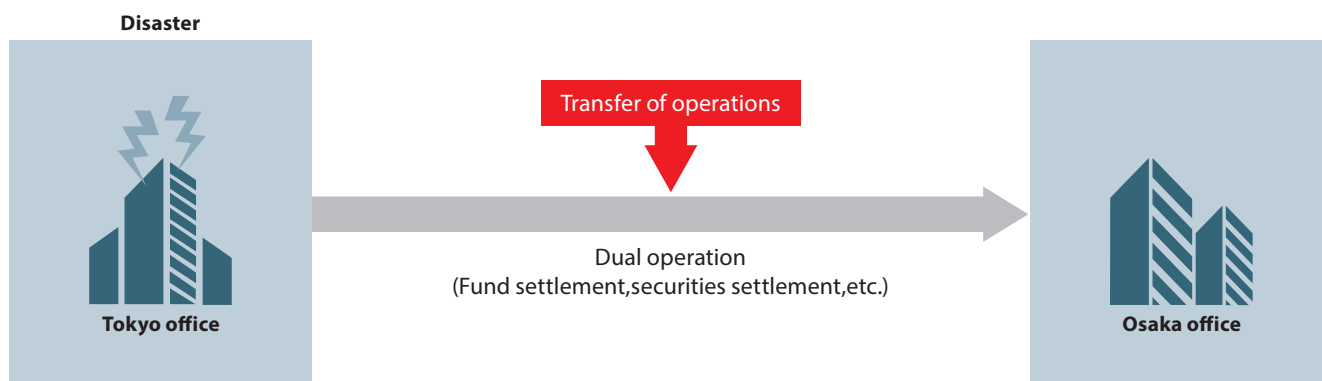 Disaster
Transfer of operations
Dual operation
(Fund settlement,securities settlement,etc.)
Tokyo office
Osaka office